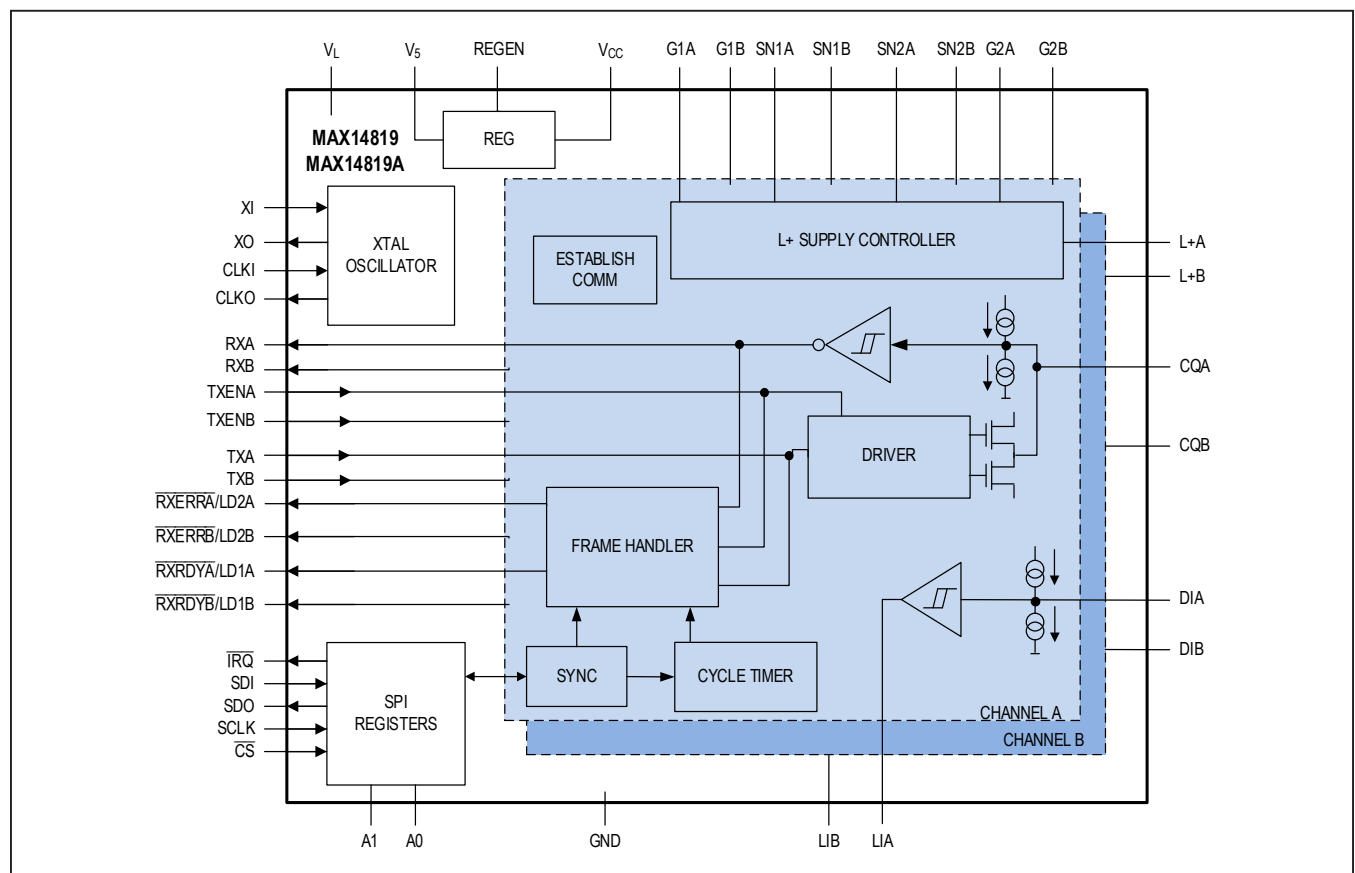 VL V5 REGEN VCC G1A G1B SN1A SN1B SN2A SN2B G2A G2B
MAX14819
MAX14819A
REG
XI
XO
CLKI
CLKO
XTAL
OSCILLATOR
ESTABLISH
COMM
L+ SUPPLY CONTROLLER
L+A
L+B
RXA
RXB
TXENA
TXENB
TXA
TXB
RXERRA/LD2A
RXERRB/LD2B
RXRDYA/LD1A
RXRDYB/LD1B
DRIVER
CQA
CQB
FRAME HANDLER
DIA
DIB
IRQ
SDI
SDO
SCLK
CS
SPI
REGISTERS
SYNC
CYCLE TIMER
CHANNEL A
CHANNEL B
A1 A0 GND LIB LIA